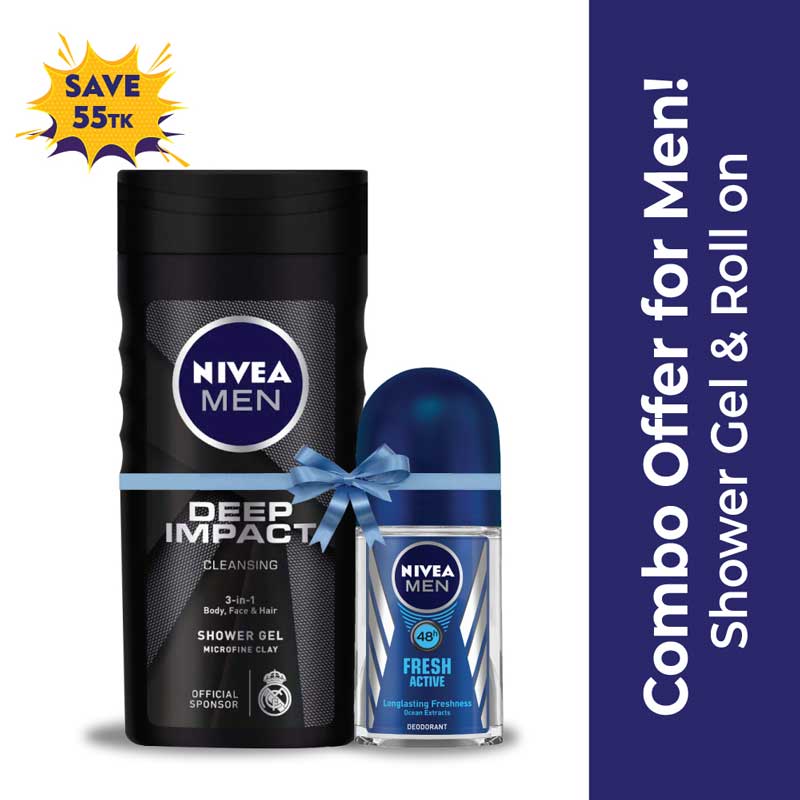 SAVE
55TK
NIVEA
MEN
DEEP
IMPACT
CLEANSING
3-in-1
Body, Face & Hair
SHOWER GEL
MICROFINE CLAY
OFFICIAL
SPONSOR
NIVEA
MEN
48h
FRESH
ACTIVE
Longlasting Freshness
Ocean Extracts
DEODORANT
Combo Offer for Men!
Shower Gel & Roll on